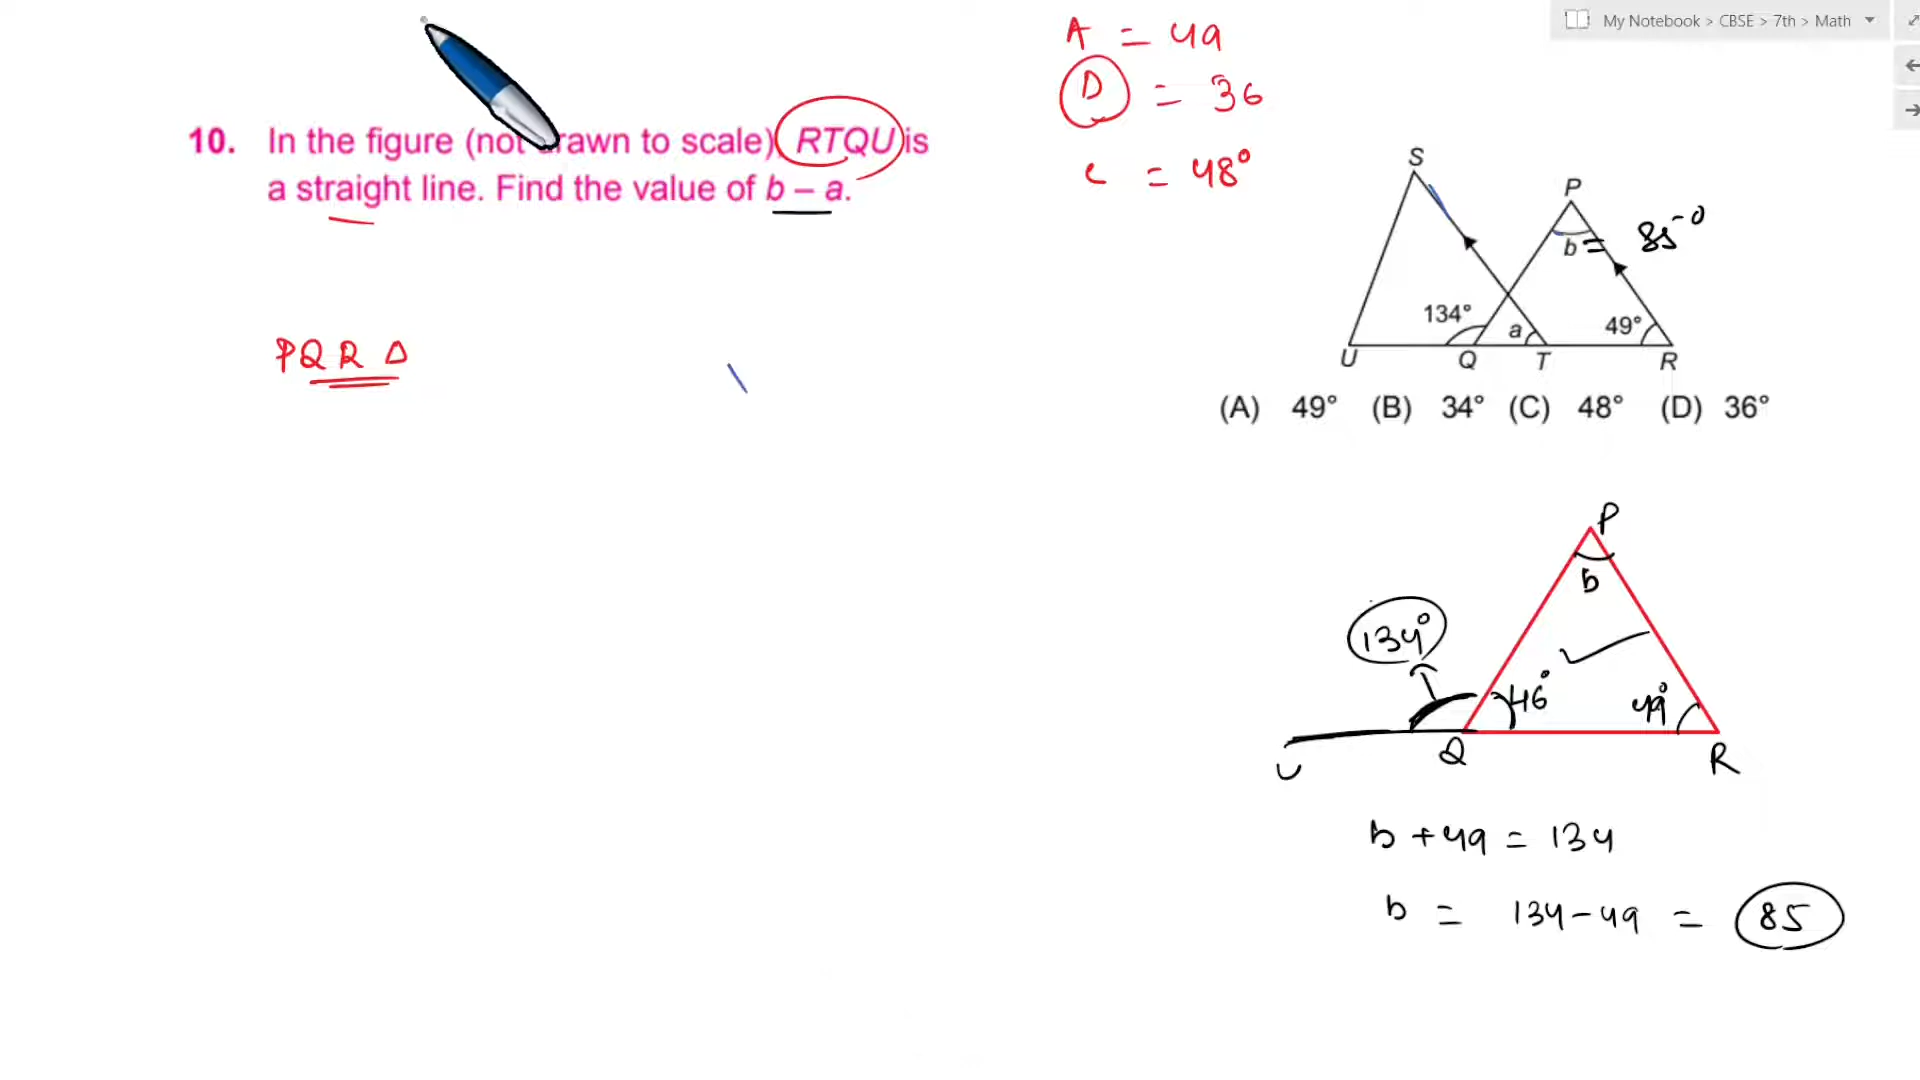 My Notebook > CBSE > 7th > Math
A = 49
D = 36
c = 48°
10. In the figure (not drawn to scale) RTQU is
a straight line. Find the value of b – a.
S
P
b = 85°
134°
a
49°
U Q T R
(A) 49° (B) 34° (C) 48° (D) 36°
PQR Δ
P
b
134°
46°
49°
U
Q
R
b + 49 = 134
b = 134 - 49 = 85